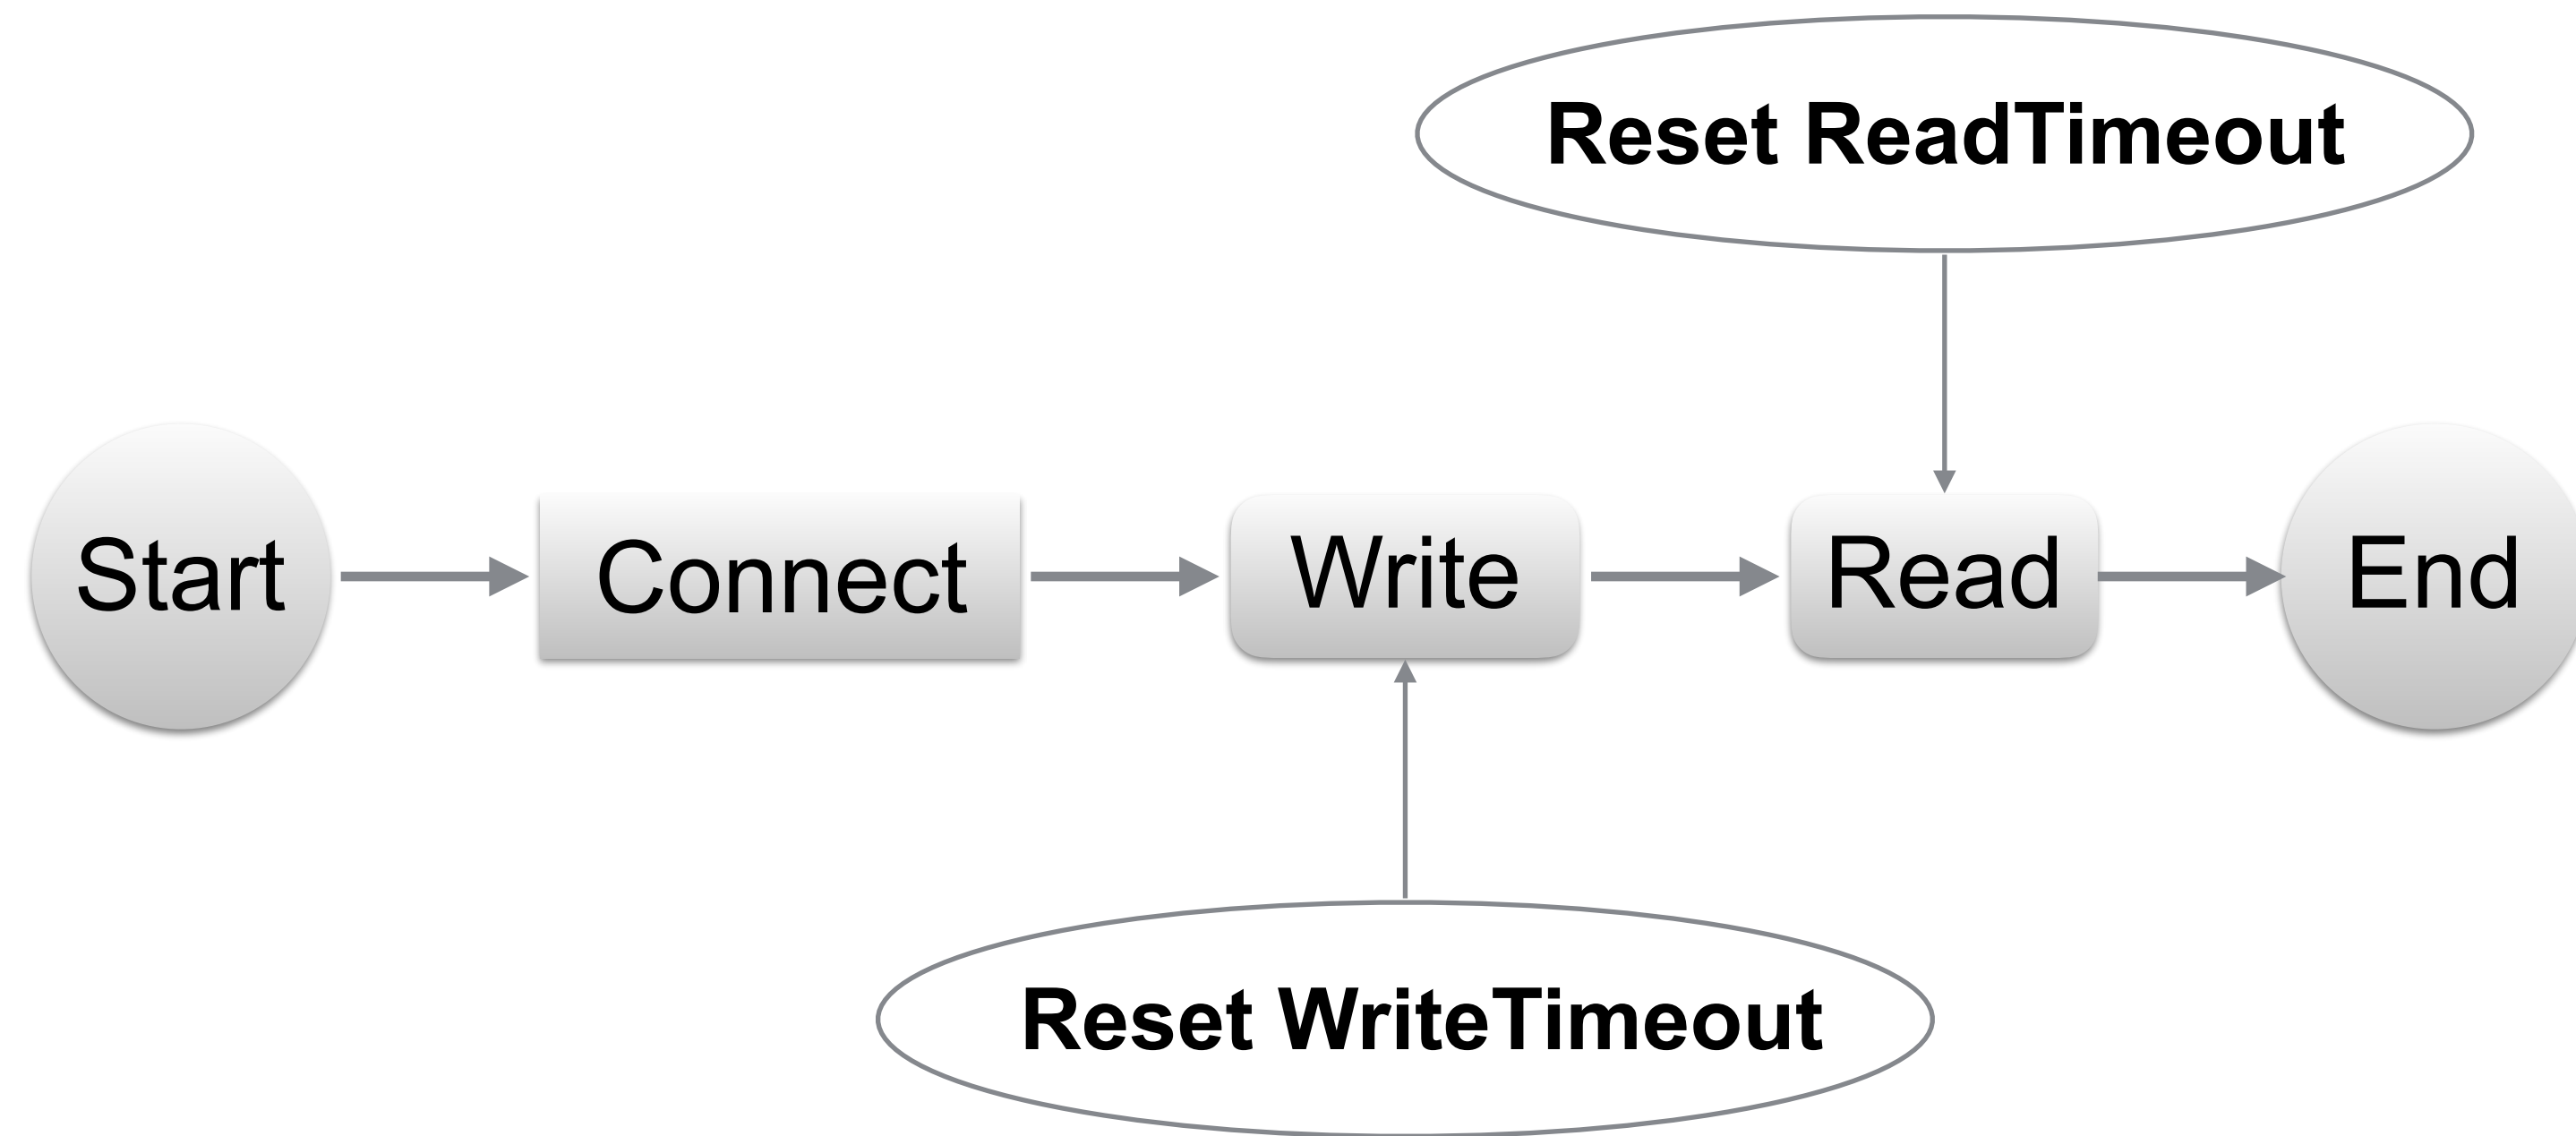 Reset ReadTimeout
Start
Connect
Write
Read
End
Reset WriteTimeout